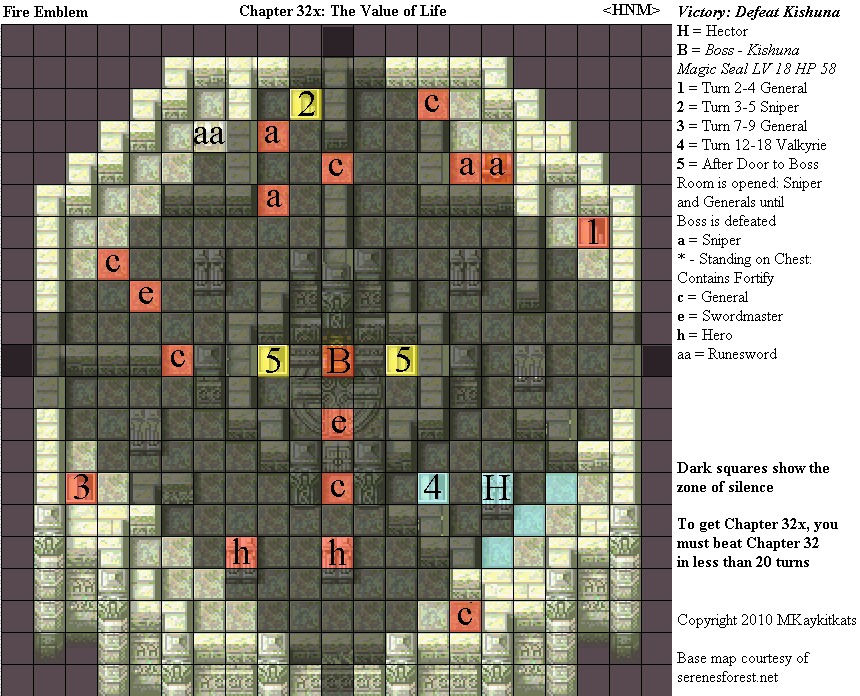 Fire Emblem
Chapter 32x: The Value of Life
<HNM>
Victory: Defeat Kishuna
H = Hector
B = Boss - Kishuna
Magic Seal LV 18 HP 58
1 = Turn 2-4 General
2 = Turn 3-5 Sniper
3 = Turn 7-9 General
4 = Turn 12-18 Valkyrie
5 = After Door to Boss
Room is opened: Sniper
and Generals until
Boss is defeated
a = Sniper
* - Standing on Chest:
Contains Fortify
c = General
e = Swordmaster
h = Hero
aa = Runesword
Dark squares show the
zone of silence
To get Chapter 32x, you
must beat Chapter 32
in less than 20 turns
Copyright 2010 MKaykitkats
Base map courtesy of
serenesforest.net
2 c
aa a
c a a
a
1
c
e
c 5 B 5
e
3 c 4 H
h h
c